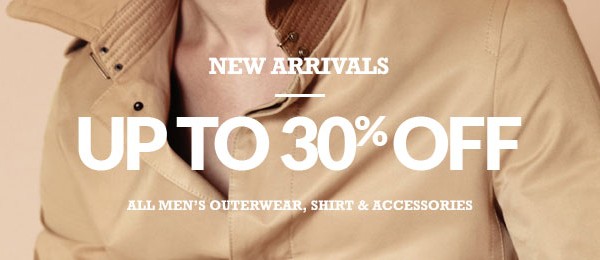 NEW ARRIVALS
UP TO 30% OFF
ALL MEN'S OUTERWEAR, SHIRT & ACCESSORIES